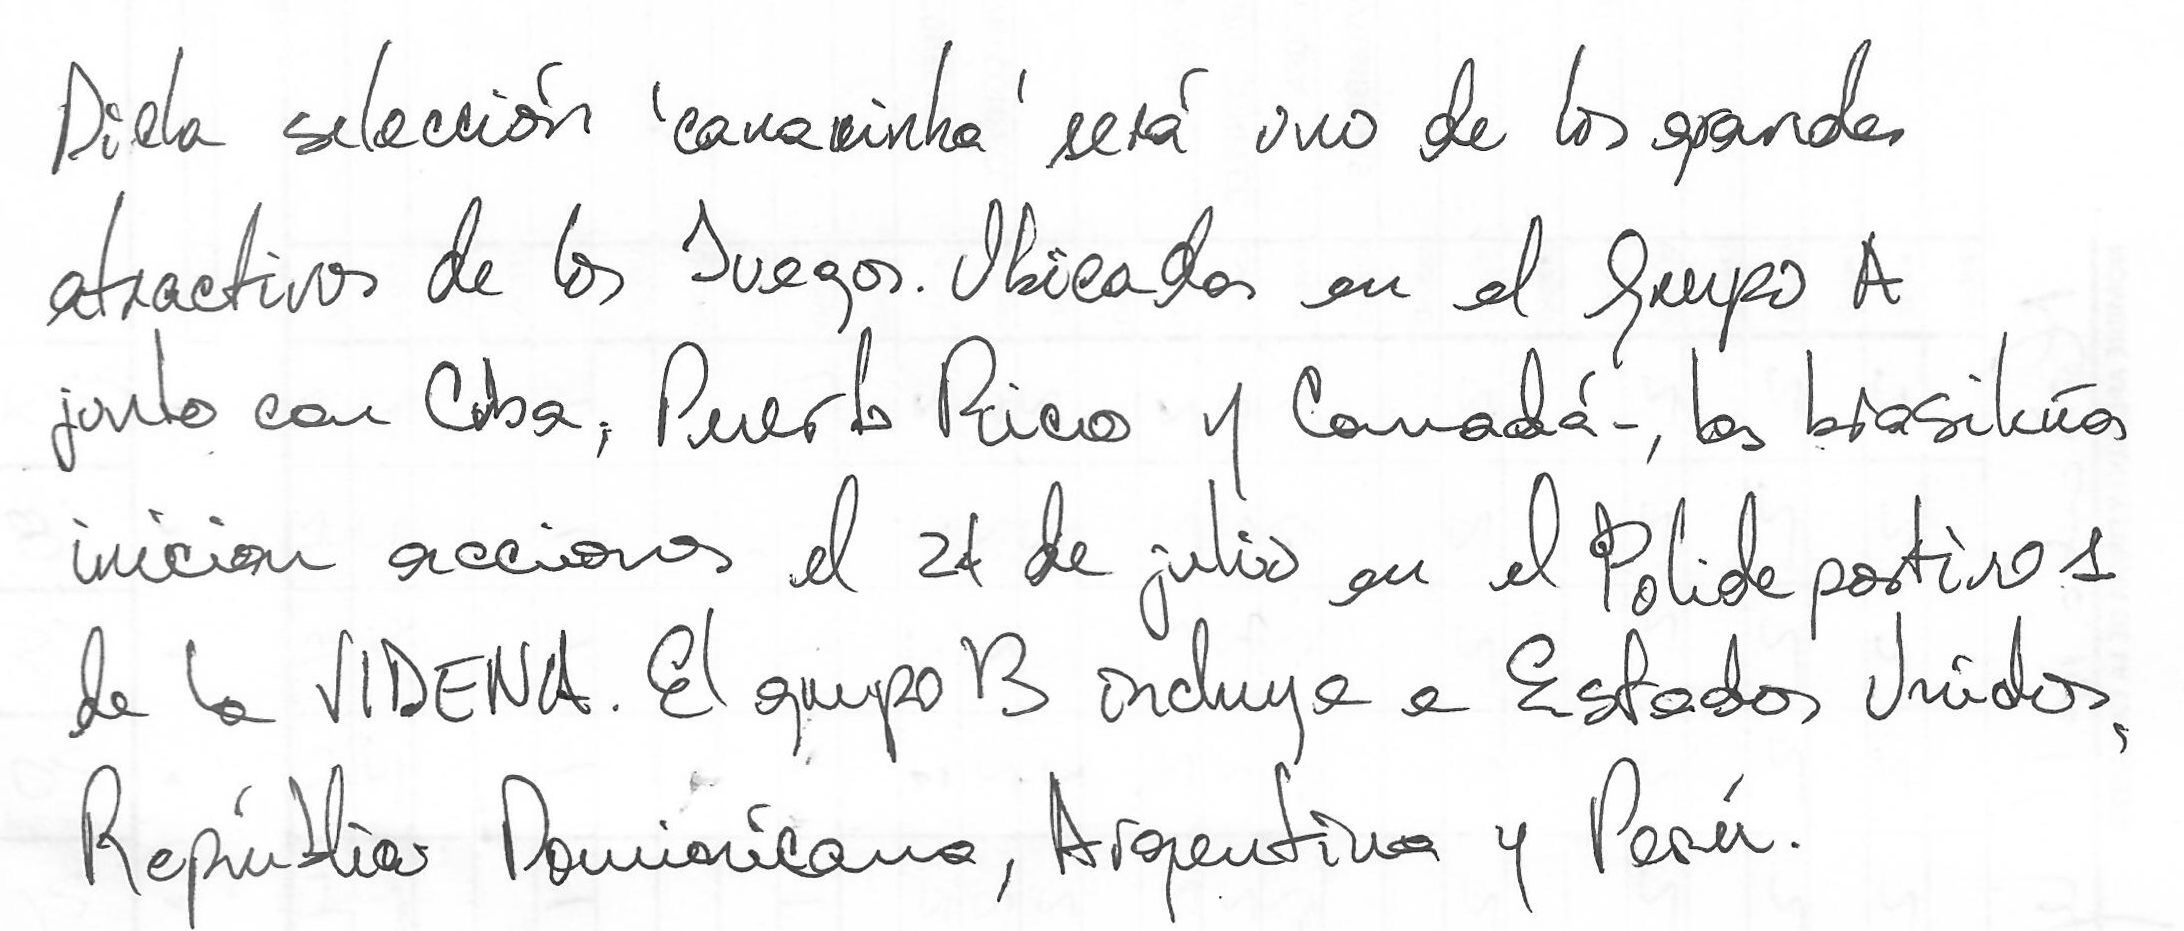 Dicha selección 'canarinha' será uno de los grandes
atractivos de los Juegos. Ubicados en el Grupo A
junto con Cuba, Puerto Rico y Canadá-, los brasileños
inician acciones el 24 de julio en el Polideportivo 1
de la VIDENA. El grupo B incluye a Estados Unidos,
República Dominicana, Argentina y Perú.